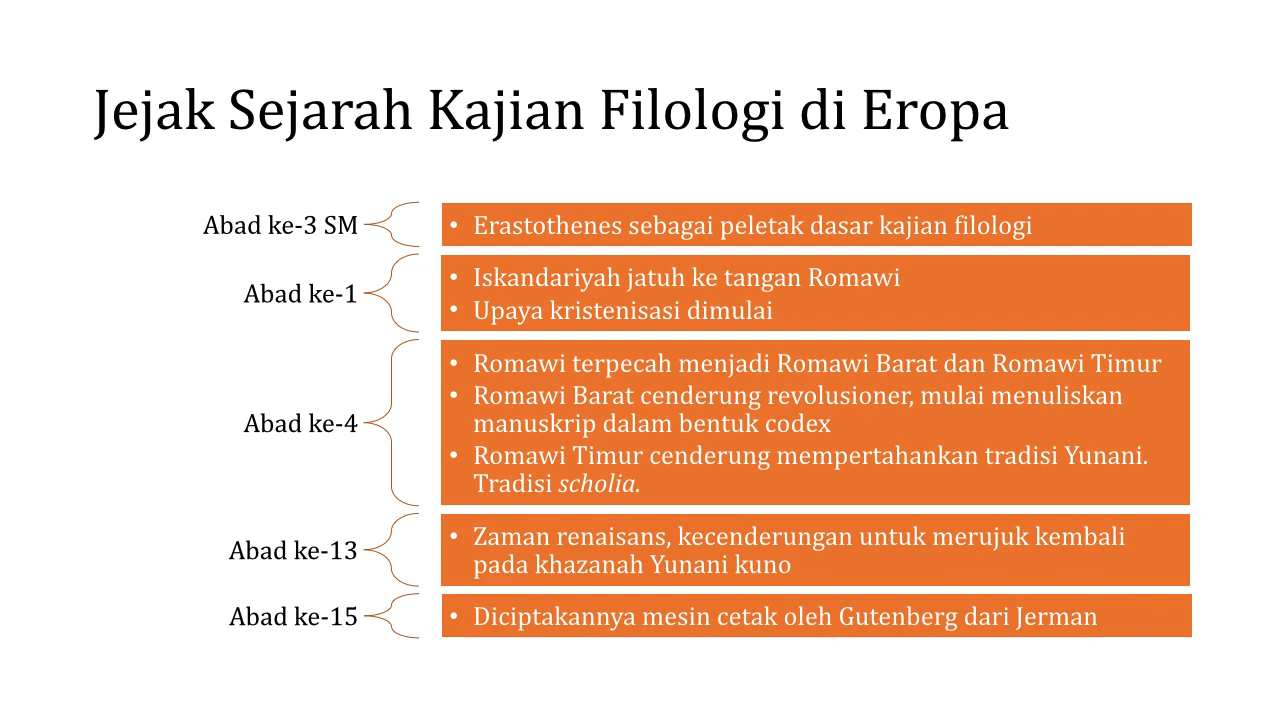 Jejak Sejarah Kajian Filologi di Eropa
Abad ke-3 SM
• Erastothenes sebagai peletak dasar kajian filologi
Abad ke-1
• Iskandariyah jatuh ke tangan Romawi
• Upaya kristenisasi dimulai
Abad ke-4
• Romawi terpecah menjadi Romawi Barat dan Romawi Timur
• Romawi Barat cenderung revolusioner, mulai menuliskan
manuskrip dalam bentuk codex
• Romawi Timur cenderung mempertahankan tradisi Yunani.
Tradisi scholia.
Abad ke-13
• Zaman renaisans, kecenderungan untuk merujuk kembali
pada khazanah Yunani kuno
Abad ke-15
• Diciptakannya mesin cetak oleh Gutenberg dari Jerman